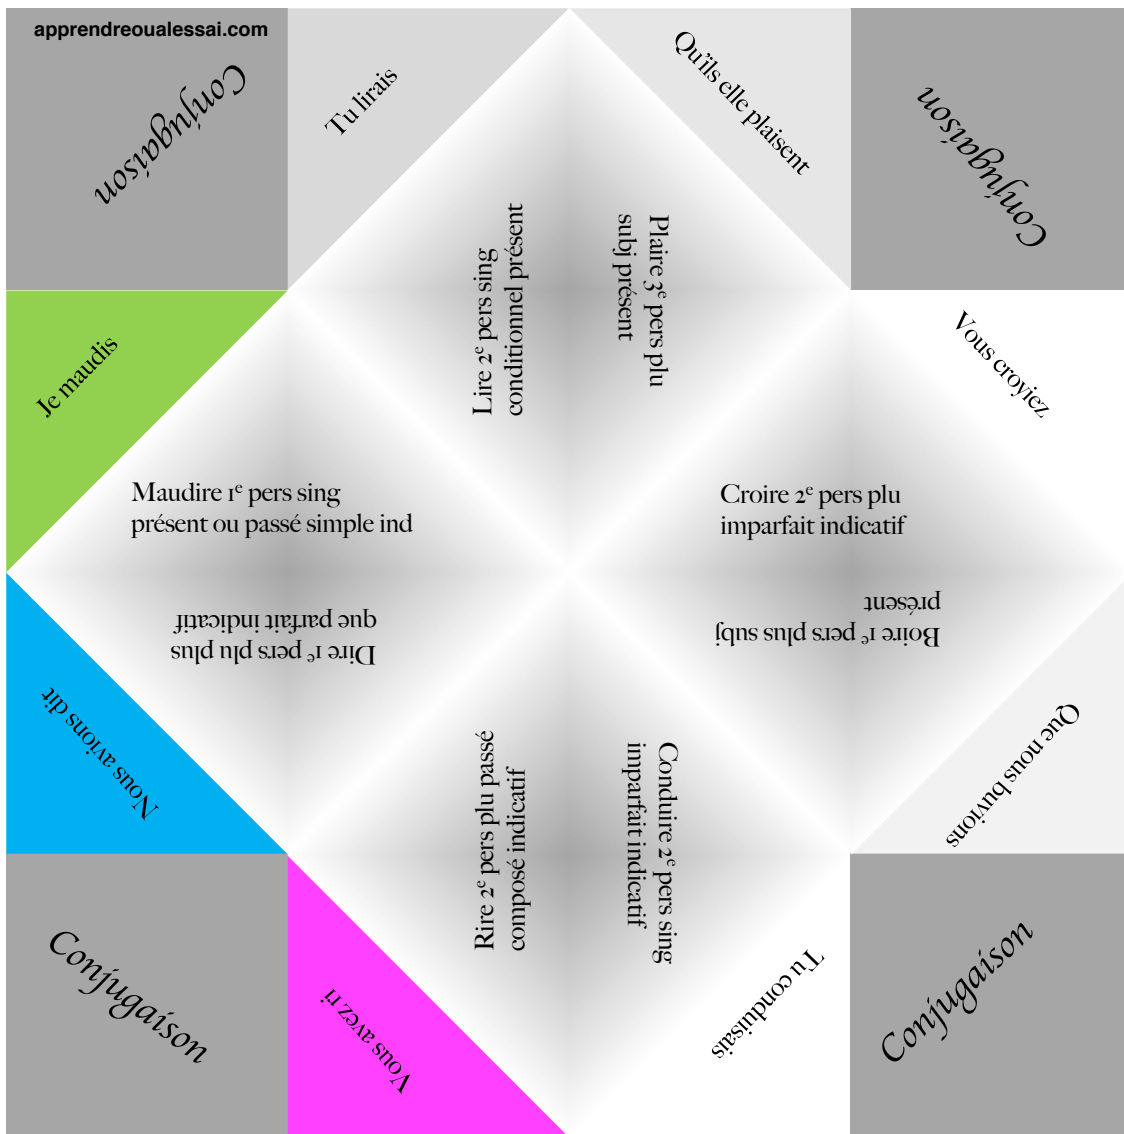 apprendreoualessai.com
Conjugaison
Tu lirais
Qu'ils elle plaisent
Conjugaison
Lire 2e pers sing
conditionnel présent
Plaire 3e pers plu
subj présent
Je maudis
Vous croyiez
Maudire 1e pers sing
présent ou passé simple ind
Croire 2e pers plu
imparfait indicatif
Dire 1e pers plu plus
que parfait indicatif
Boire 1e pers plus subj
présent
Nous avions dit
Que nous buvions
Rire 2e pers plu passé
composé indicatif
Conduire 2e pers sing
imparfait indicatif
Conjugaison
Vous avez ri
Tu conduisais
Conjugaison